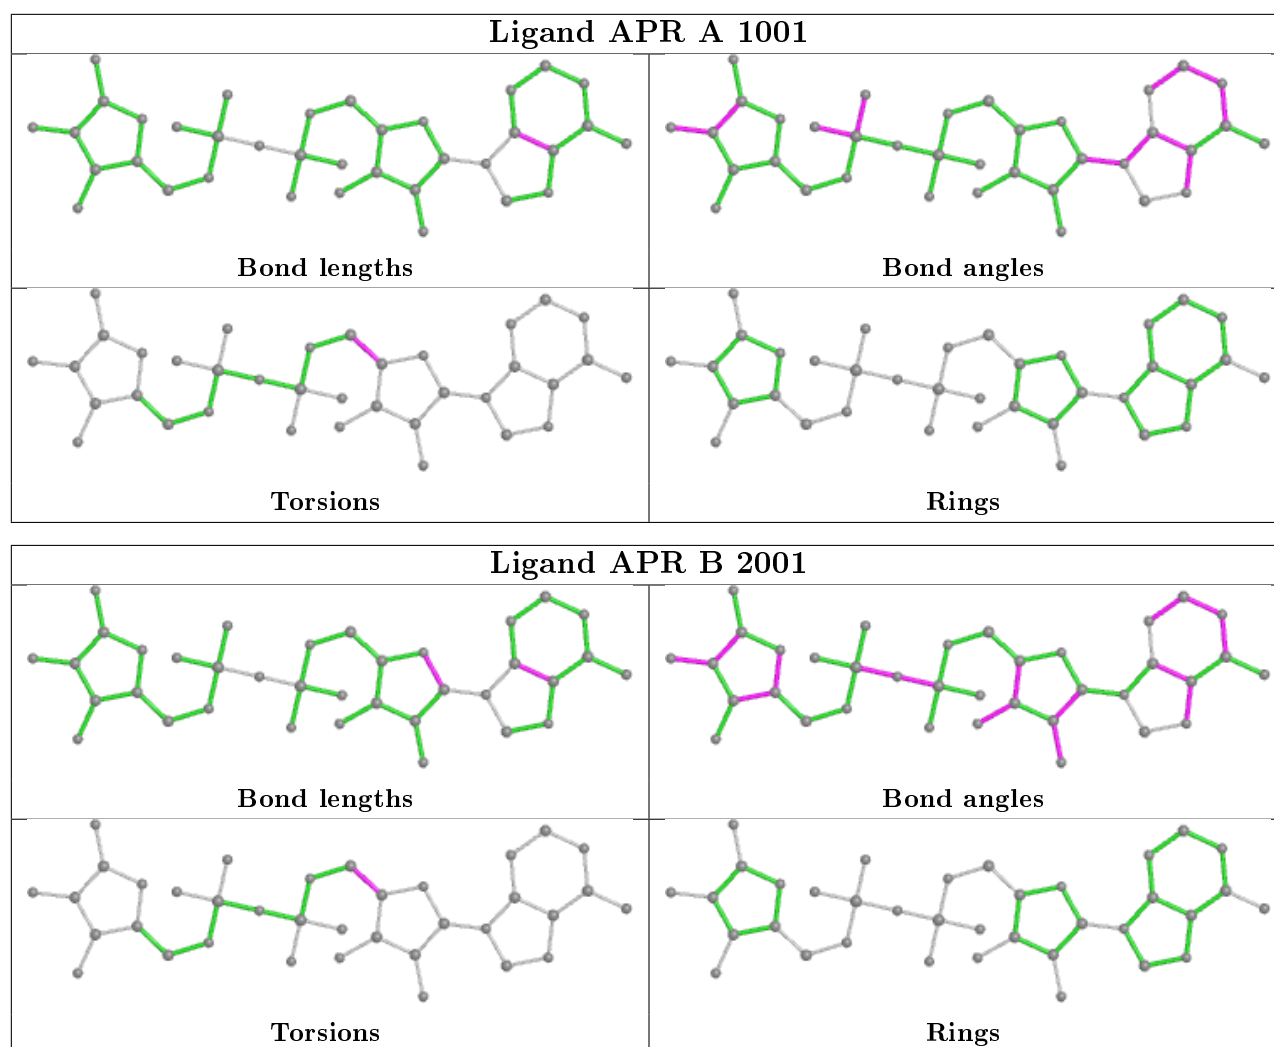 Ligand APR A 1001
Bond lengths
Bond angles
Torsions
Rings
Ligand APR B 2001
Bond lengths
Bond angles
Torsions
Rings